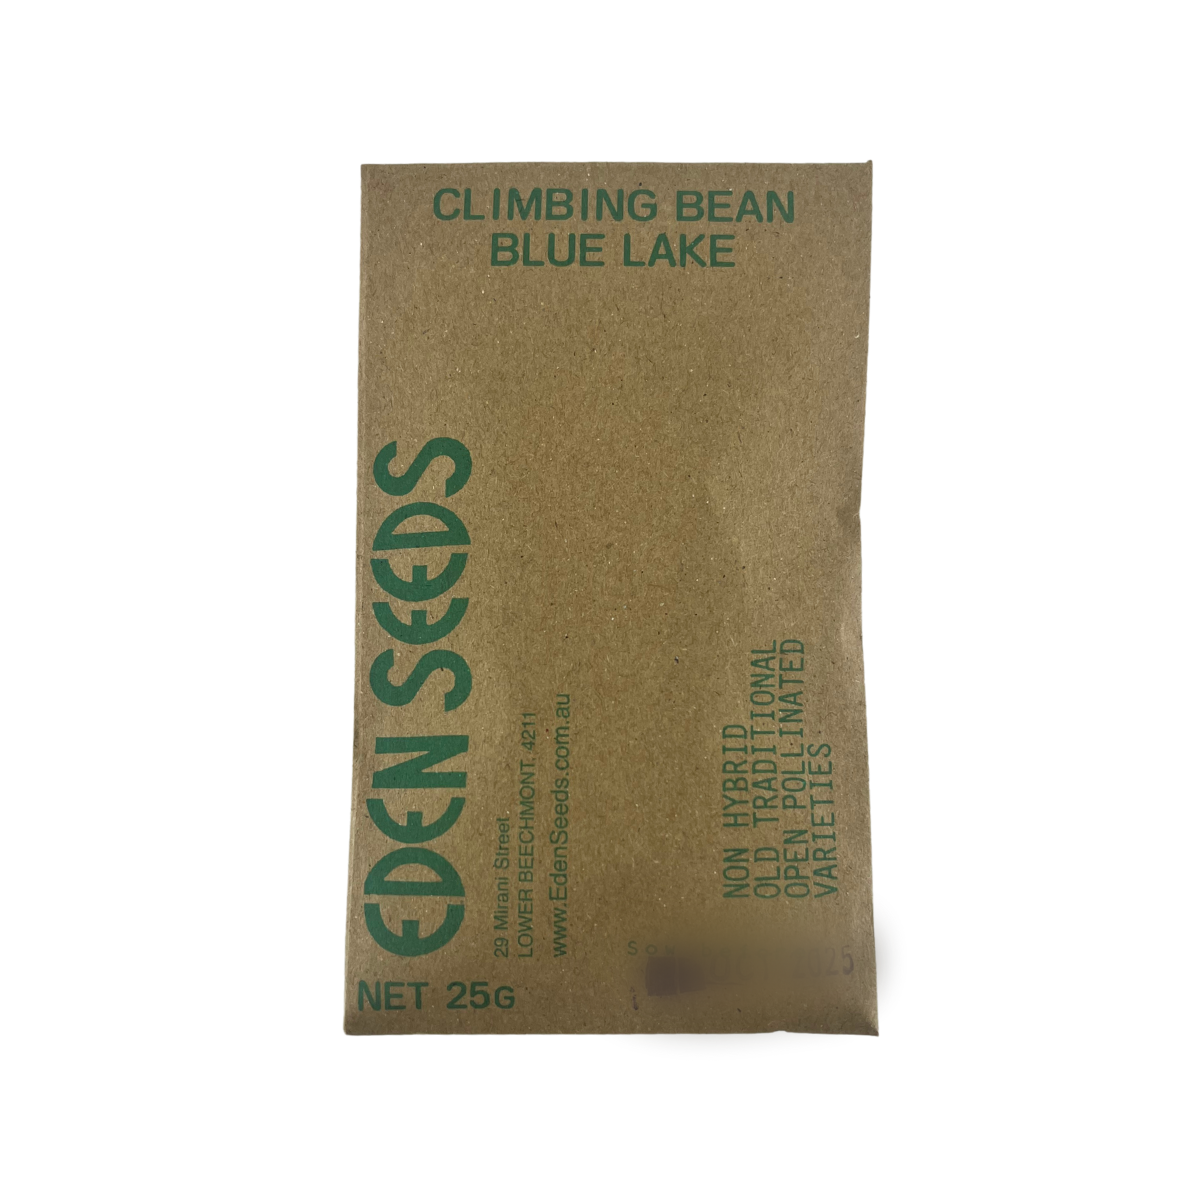 CLIMBING BEAN
BLUE LAKE
EDEN SEEDS
29 Mirani Street
LOWER BEECHMONT, 4211
www.EdenSeeds.com.au
NON HYBRID
OLD TRADITIONAL
OPEN POLLINATED
VARIETIES
NET 25G